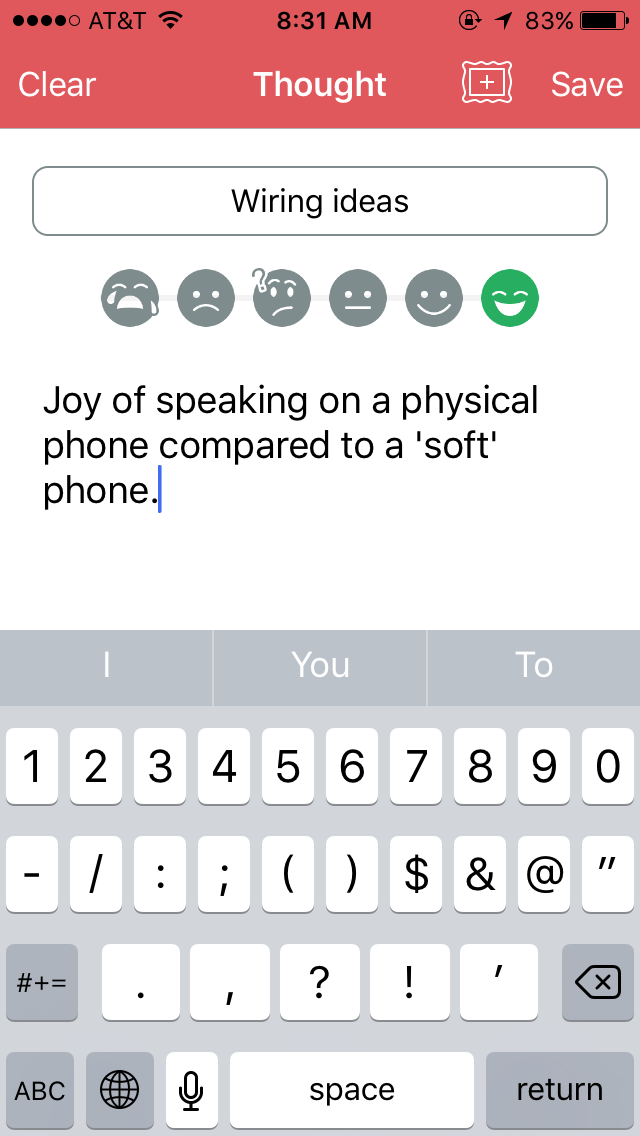 AT&T 8:31 AM 83%
Clear Thought Save
Wiring ideas
?
Joy of speaking on a physical
phone compared to a 'soft'
phone.
I You To
1 2 3 4 5 6 7 8 9 0
- / : ; ( ) $ & @ "
#+= . , ? ! '
ABC space return